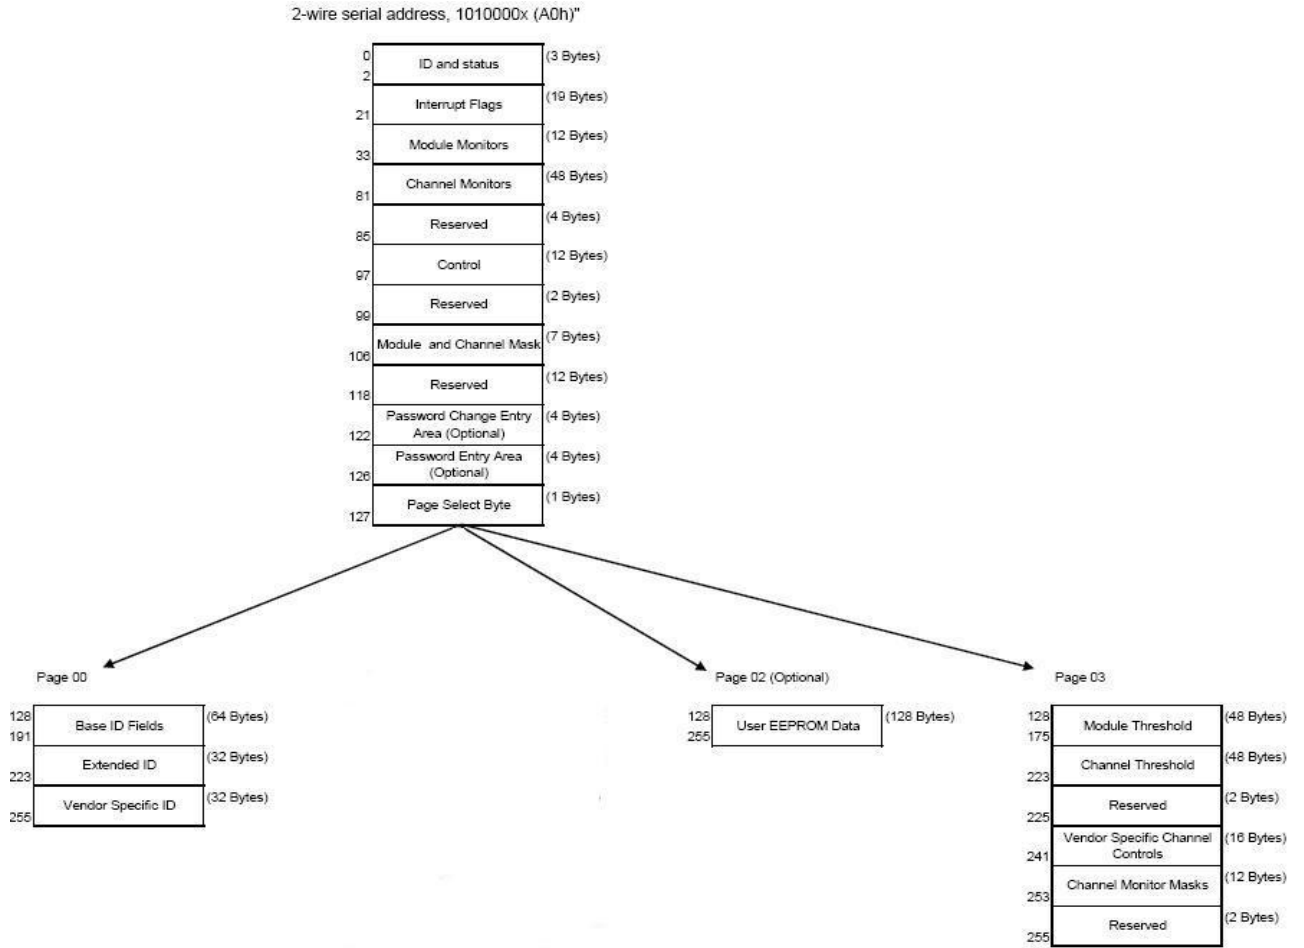 2-wire serial address, 1010000x (A0h)"
0
2
ID and status
(3 Bytes)
Interrupt Flags
(19 Bytes)
21
Module Monitors
(12 Bytes)
33
Channel Monitors
(48 Bytes)
81
Reserved
(4 Bytes)
85
Control
(12 Bytes)
97
Reserved
(2 Bytes)
99
Module and Channel Mask
(7 Bytes)
106
Reserved
(12 Bytes)
118
Password Change Entry
Area (Optional)
(4 Bytes)
122
Password Entry Area
(Optional)
(4 Bytes)
126
Page Select Byte
(1 Bytes)
127
Page 00
128
191
Base ID Fields
(64 Bytes)
Extended ID
(32 Bytes)
223
Vendor Specific ID
(32 Bytes)
255
Page 02 (Optional)
128
255
User EEPROM Data
(128 Bytes)
Page 03
128
175
Module Threshold
(48 Bytes)
Channel Threshold
(48 Bytes)
223
Reserved
(2 Bytes)
225
Vendor Specific Channel
Controls
(16 Bytes)
241
Channel Monitor Masks
(12 Bytes)
253
Reserved
(2 Bytes)
255